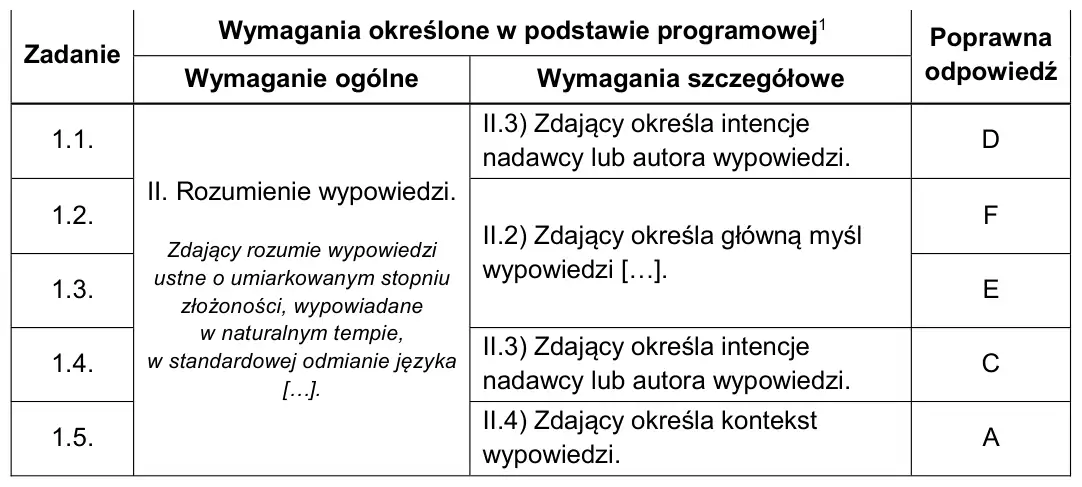 Zadanie
Wymagania określone w podstawie programowej¹
Poprawna
odpowiedź
Wymaganie ogólne
Wymagania szczegółowe
1.1.
II. Rozumienie wypowiedzi.
Zdający rozumie wypowiedzi
ustne o umiarkowanym stopniu
złożoności, wypowiadane
w naturalnym tempie,
w standardowej odmianie języka
[…].
II.3) Zdający określa intencje
nadawcy lub autora wypowiedzi.
D
1.2.
II.2) Zdający określa główną myśl
wypowiedzi […].
F
1.3.
E
1.4.
II.3) Zdający określa intencje
nadawcy lub autora wypowiedzi.
C
1.5.
II.4) Zdający określa kontekst
wypowiedzi.
A